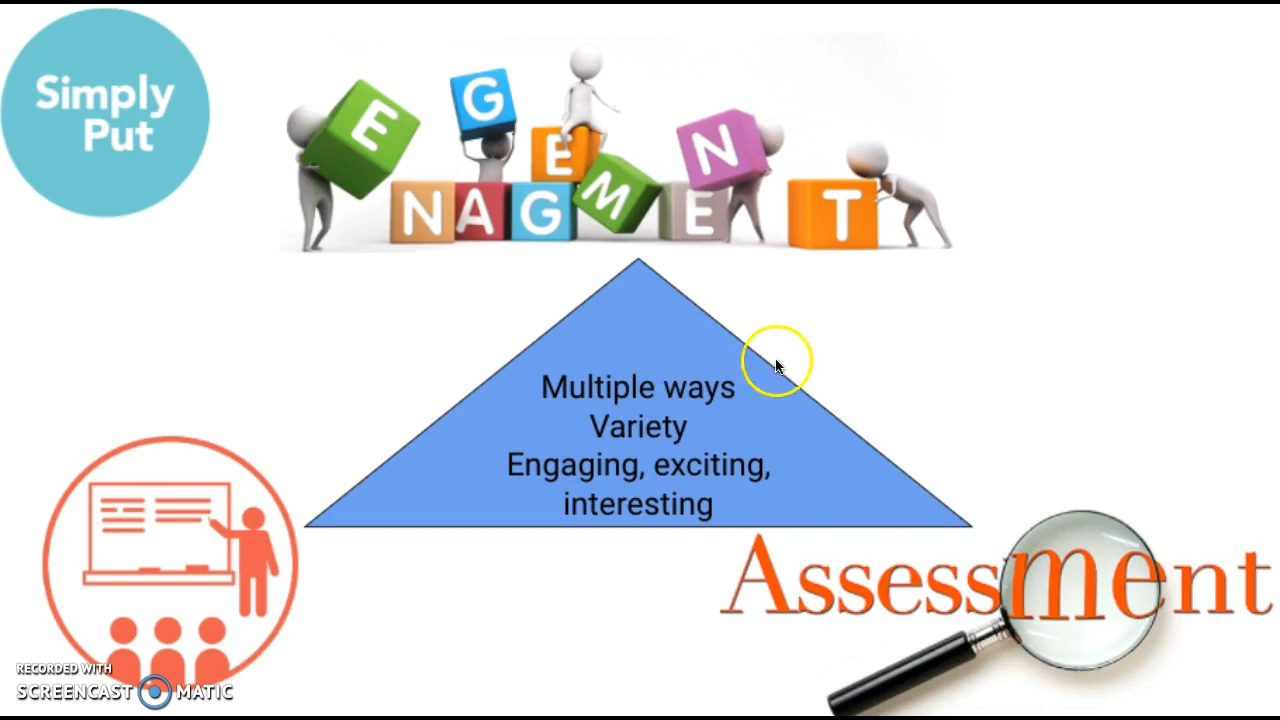 Simply
Put
E G E N
N A G M E T
Multiple ways
Variety
Engaging, exciting,
interesting
Assessment
RECORDED WITH
SCREENCAST MATIC